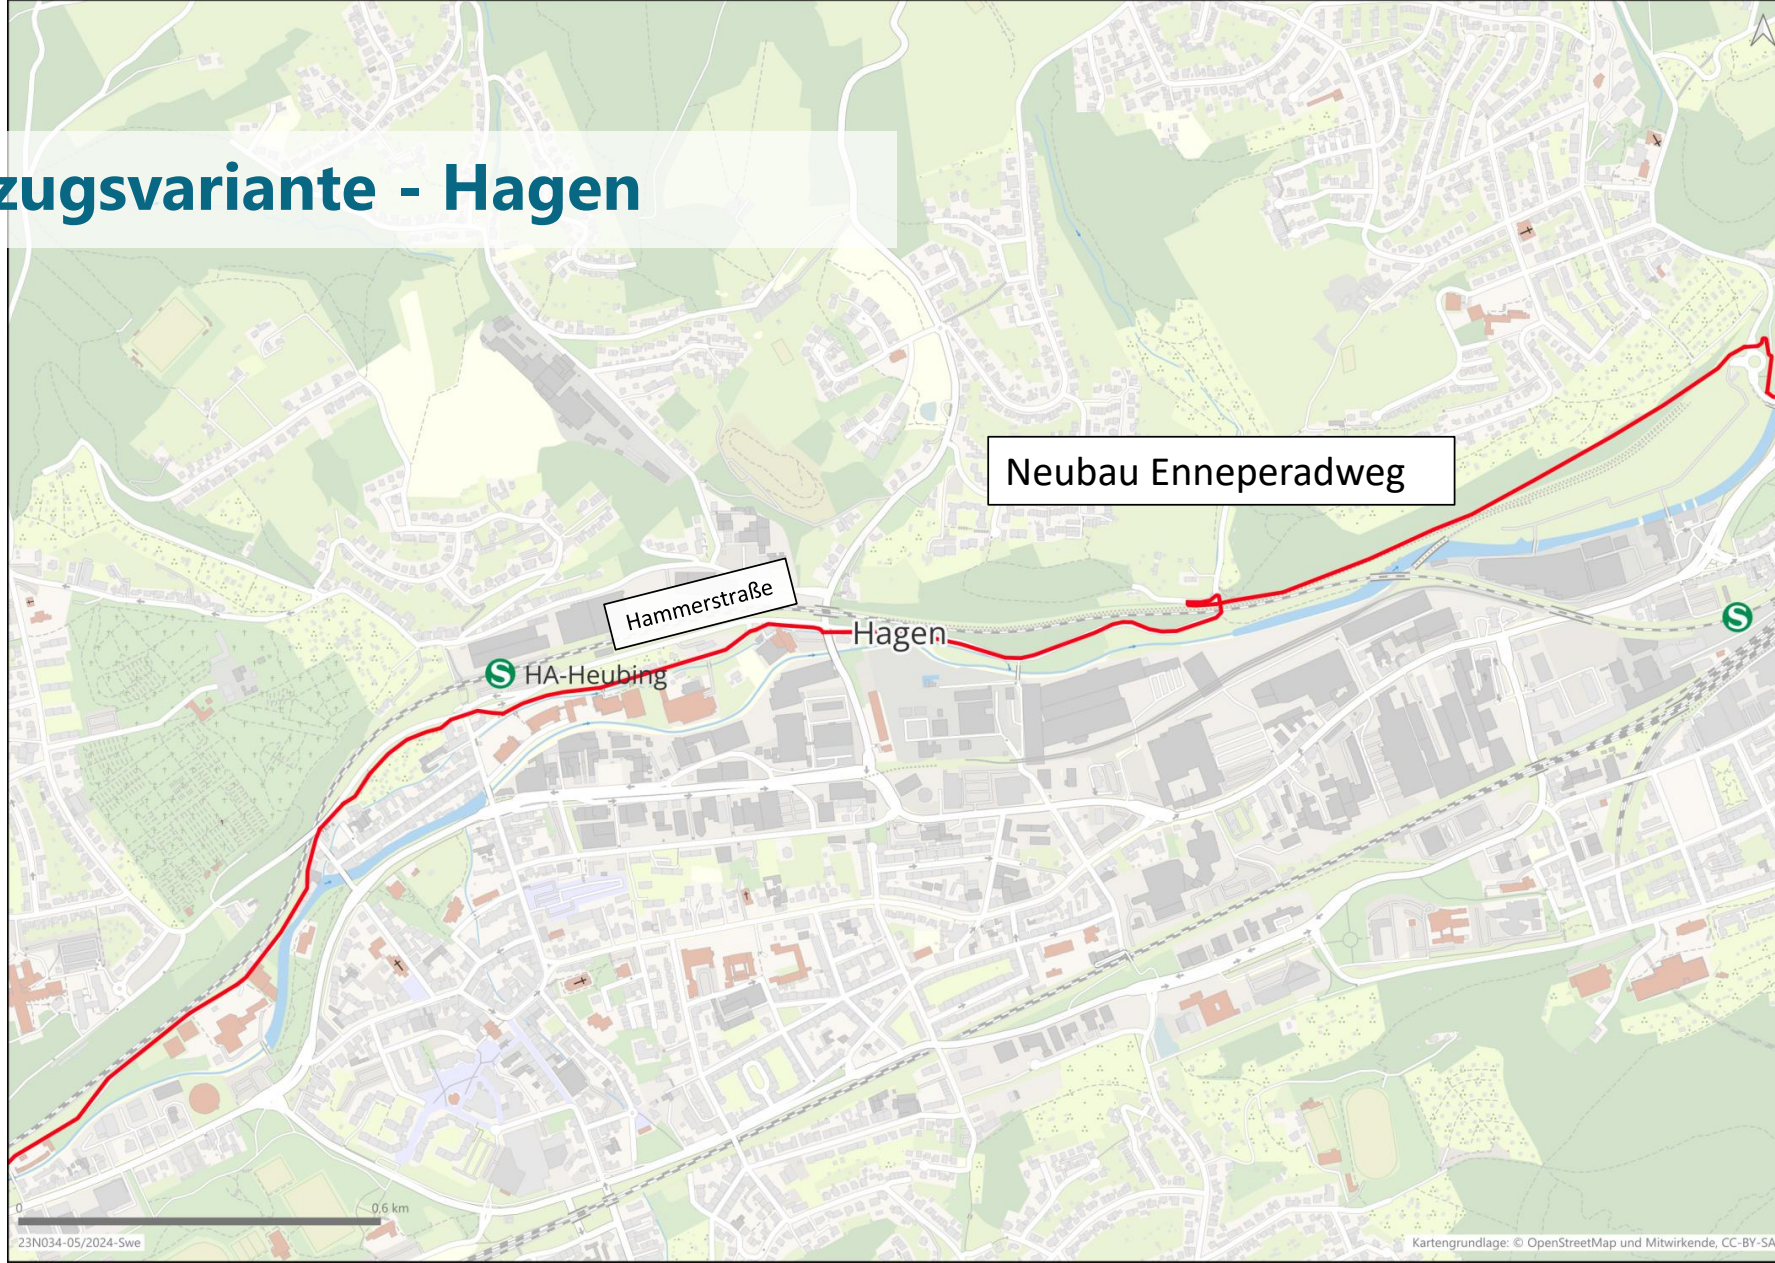 zugsvariante - Hagen
Neubau Enneperadweg
Hammerstraße
Hagen
S
S HA-Heubing
0 0,6 km
23N034-05/2024-Swe
Kartengrundlage: © OpenStreetMap und Mitwirkende, CC-BY-SA